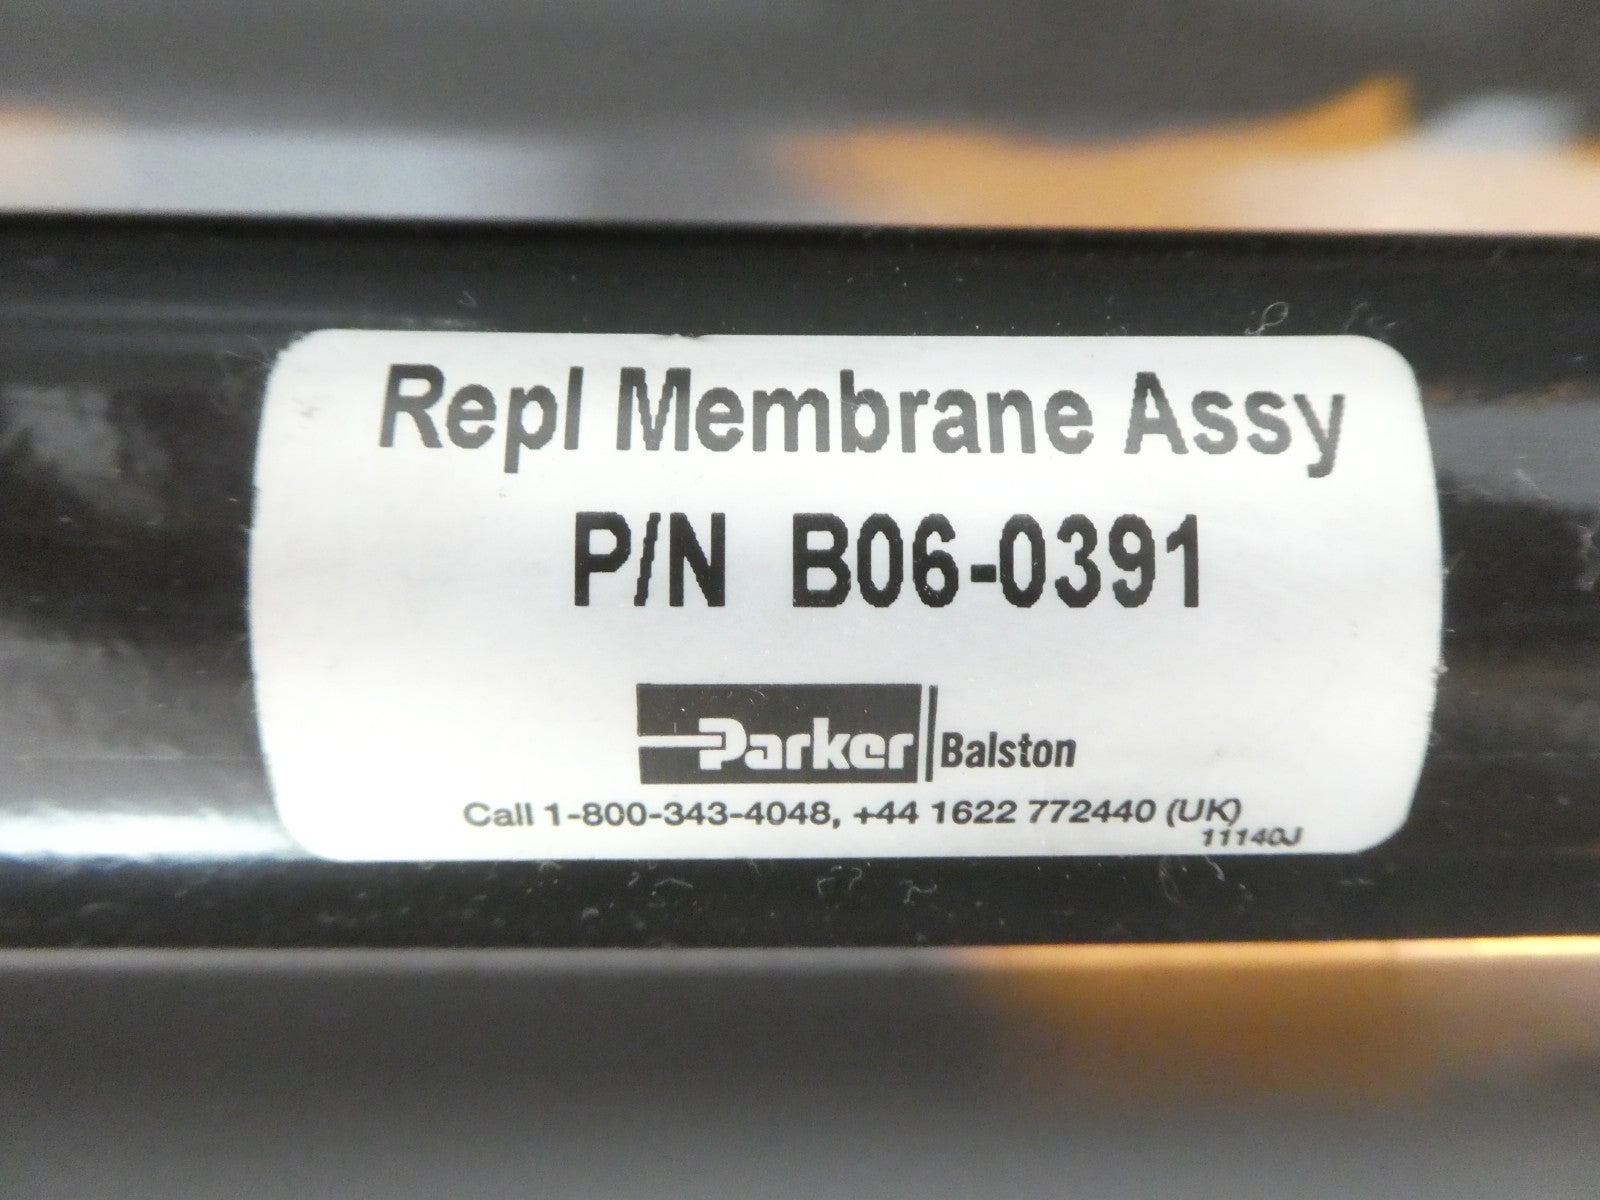 Repl Membrane Assy
P/N B06-0391
Parker Balston
Call 1-800-343-4048, +44 1622 772440 (UK)
11140J